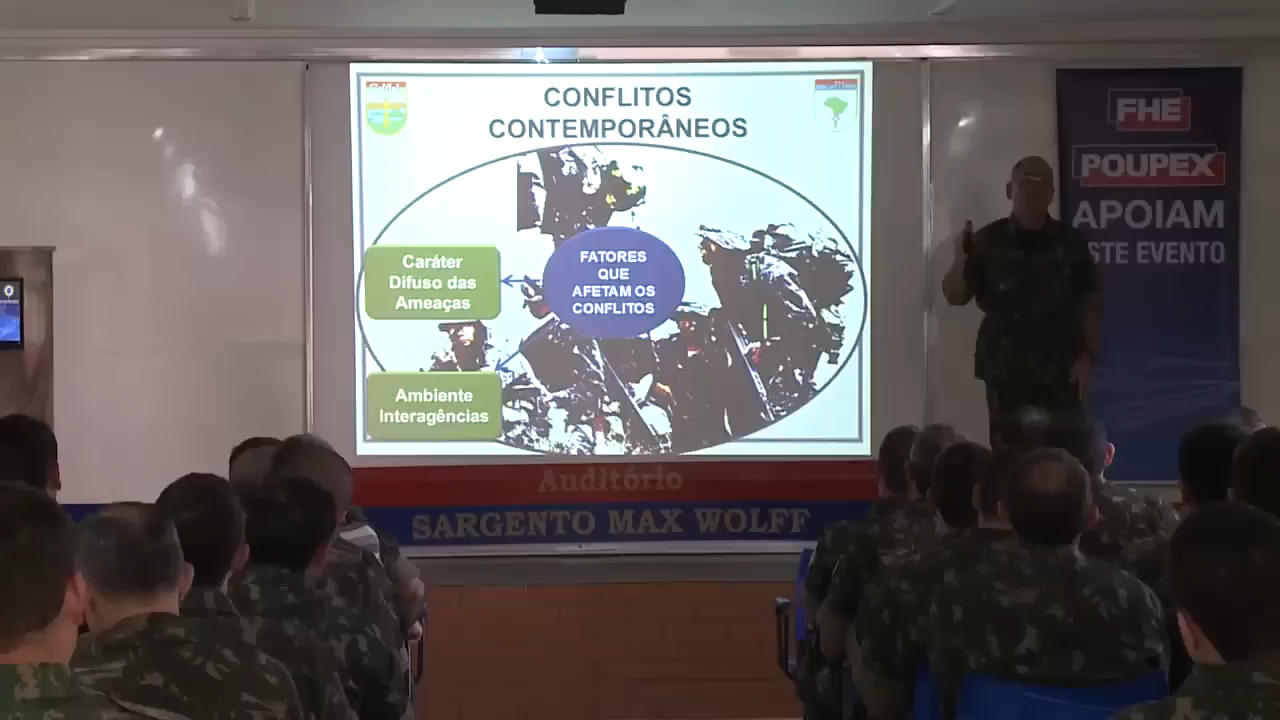 CONFLITOS
CONTEMPORÂNEOS
FATORES
QUE
AFETAM OS
CONFLITOS
Caráter
Difuso das
Ameaças
Ambiente
Interagências
FHE
POUPEX
APOIAM
STE EVENTO
Auditório
SARGENTO MAX WOLFF